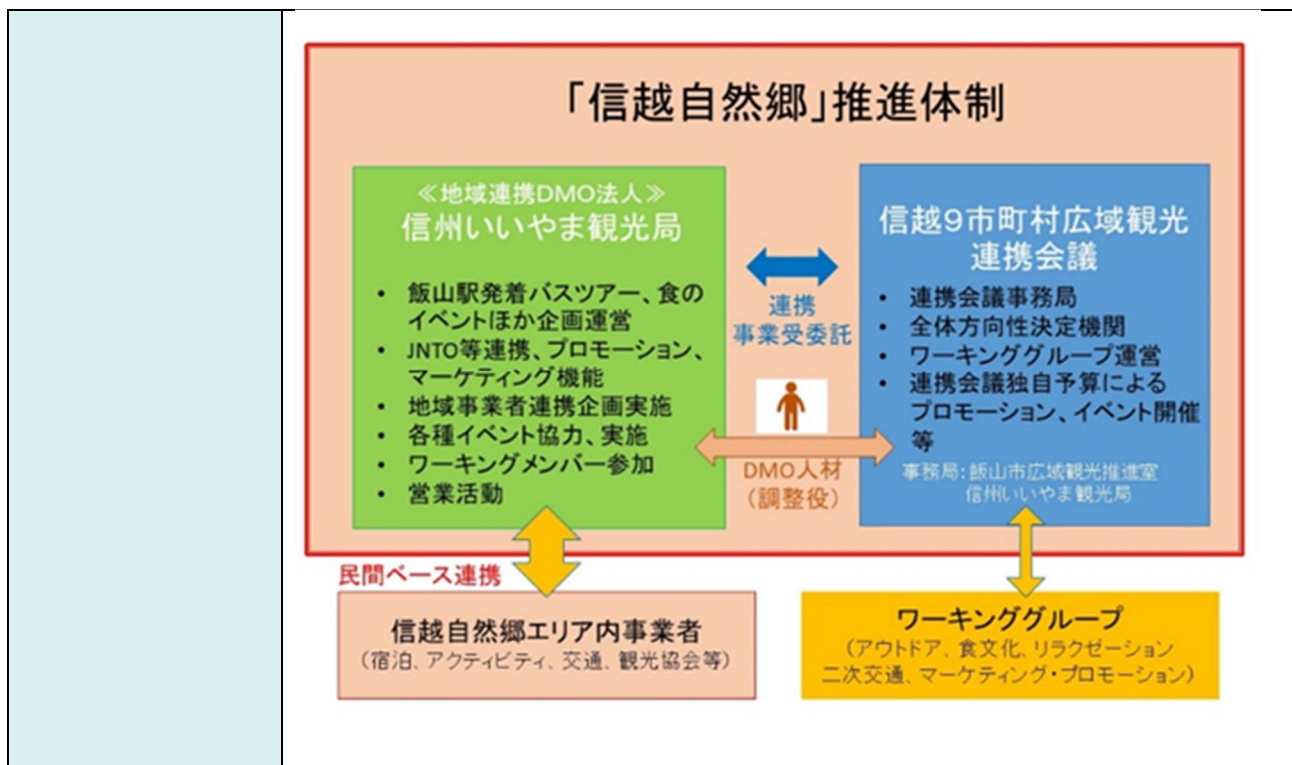 「信越自然郷」推進体制
≪地域連携DMO法人≫
信州いいやま観光局
• 飯山駅発着バスツアー、食の
イベントほか企画運営
• JNTO等連携、プロモーション、
マーケティング機能
• 地域事業者連携企画実施
• 各種イベント協力、実施
• ワーキングメンバー参加
• 営業活動
連携
事業受委託
DMO人材
（調整役）
信越9市町村広域観光
連携会議
• 連携会議事務局
• 全体方向性決定機関
• ワーキンググループ運営
• 連携会議独自予算による
プロモーション、イベント開催
等
事務局：飯山市広域観光推進室
信州いいやま観光局
民間ベース連携
信越自然郷エリア内事業者
（宿泊、アクティビティ、交通、観光協会等）
ワーキンググループ
（アウトドア、食文化、リラクゼーション
二次交通、マーケティング・プロモーション）